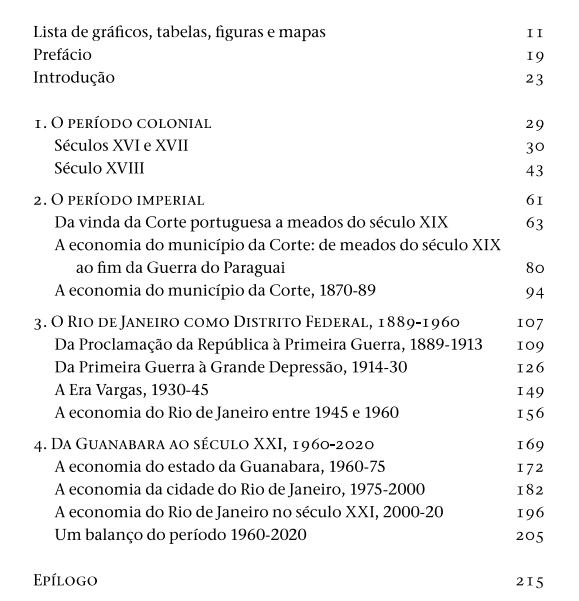 Lista de gráficos, tabelas, figuras e mapas 11
Prefácio 19
Introdução 23
1. O PERÍODO COLONIAL 29
Séculos XVI e XVII 30
Século XVIII 43
2. O PERÍODO IMPERIAL 61
Da vinda da Corte portuguesa a meados do século XIX 63
A economia do município da Corte: de meados do século XIX
ao fim da Guerra do Paraguai 80
A economia do município da Corte, 1870-89 94
3. O RIO DE JANEIRO COMO DISTRITO FEDERAL, 1889-1960 107
Da Proclamação da República à Primeira Guerra, 1889-1913 109
Da Primeira Guerra à Grande Depressão, 1914-30 126
A Era Vargas, 1930-45 149
A economia do Rio de Janeiro entre 1945 e 1960 156
4. DA GUANABARA AO SÉCULO XXI, 1960-2020 169
A economia do estado da Guanabara, 1960-75 172
A economia da cidade do Rio de Janeiro, 1975-2000 182
A economia do Rio de Janeiro no século XXI, 2000-20 196
Um balanço do período 1960-2020 205
EPÍLOGO 215